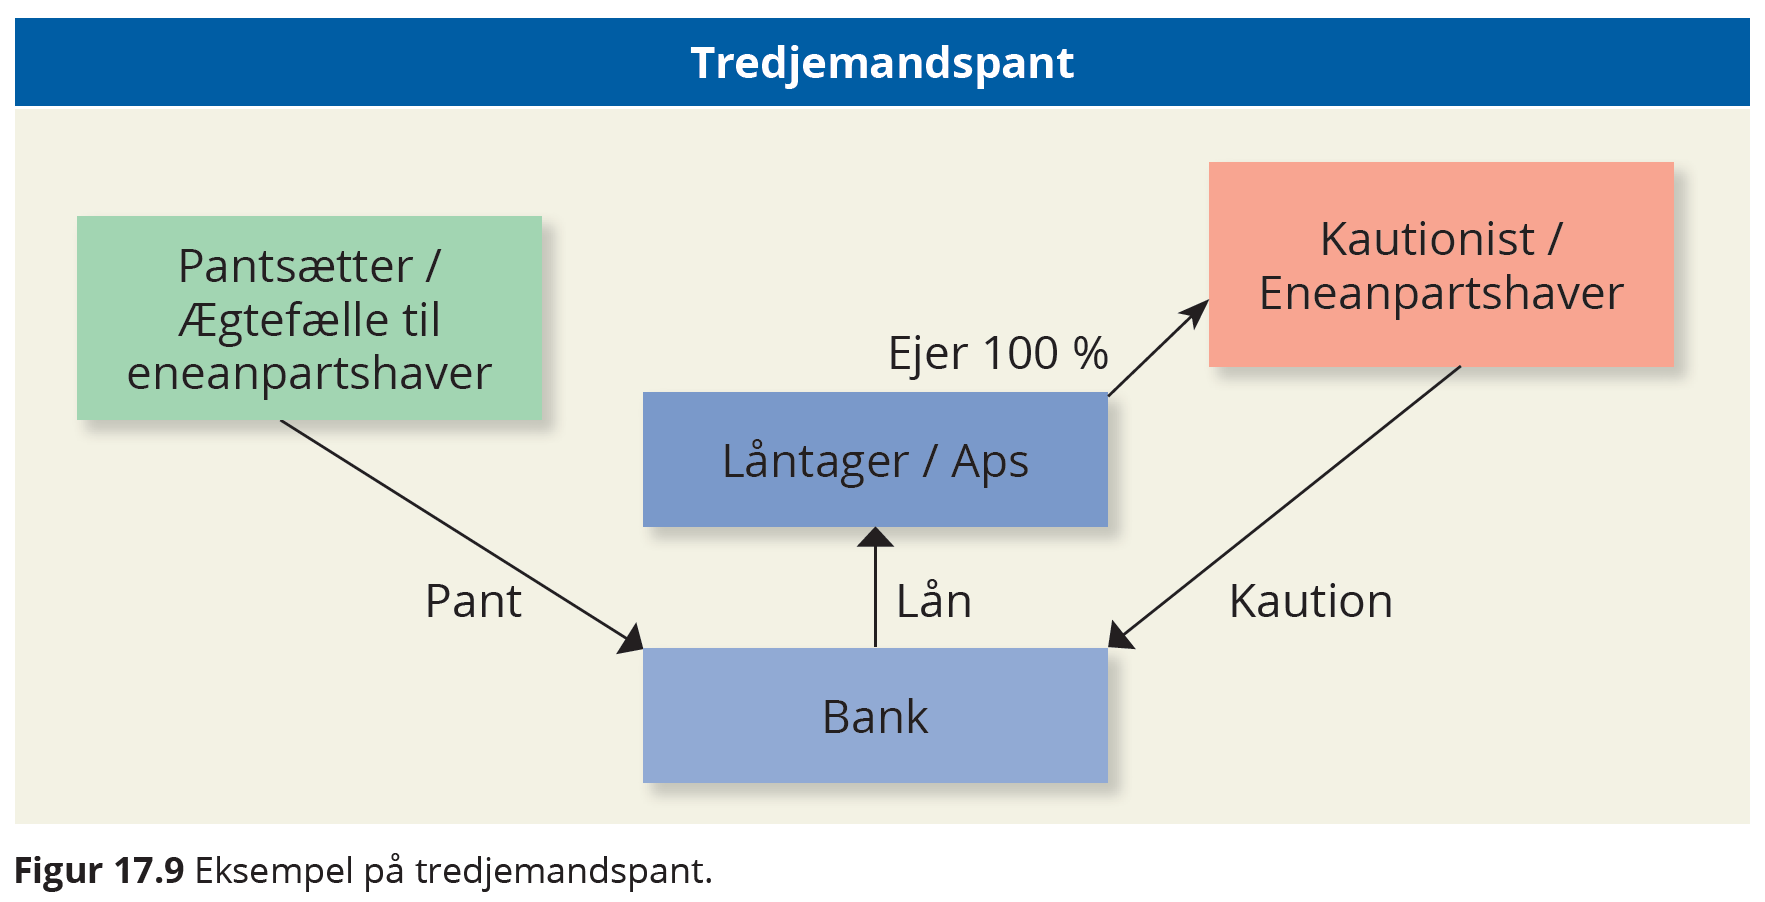 Tredjemandspant
Pantsætter /
Ægtefælle til
eneanpartshaver
Kautionist /
Eneanpartshaver
Ejer 100 %
Låntager / Aps
Pant
Lån
Kaution
Bank
Figur 17.9 Eksempel på tredjemandspant.